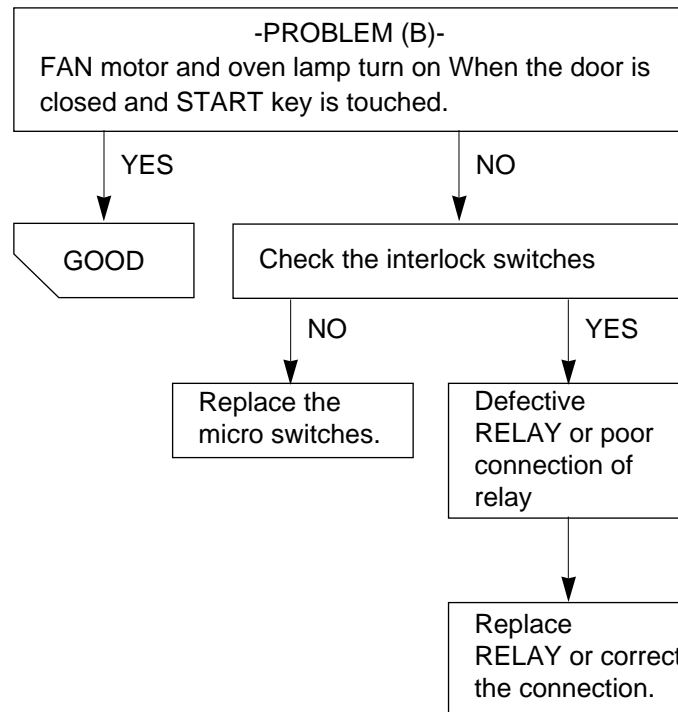 -PROBLEM (B)-
FAN motor and oven lamp turn on When the door is
closed and START key is touched.
YES
NO
GOOD
Check the interlock switches
NO
YES
Replace the
micro switches.
Defective
RELAY or poor
connection of
relay
Replace
RELAY or correct
the connection.